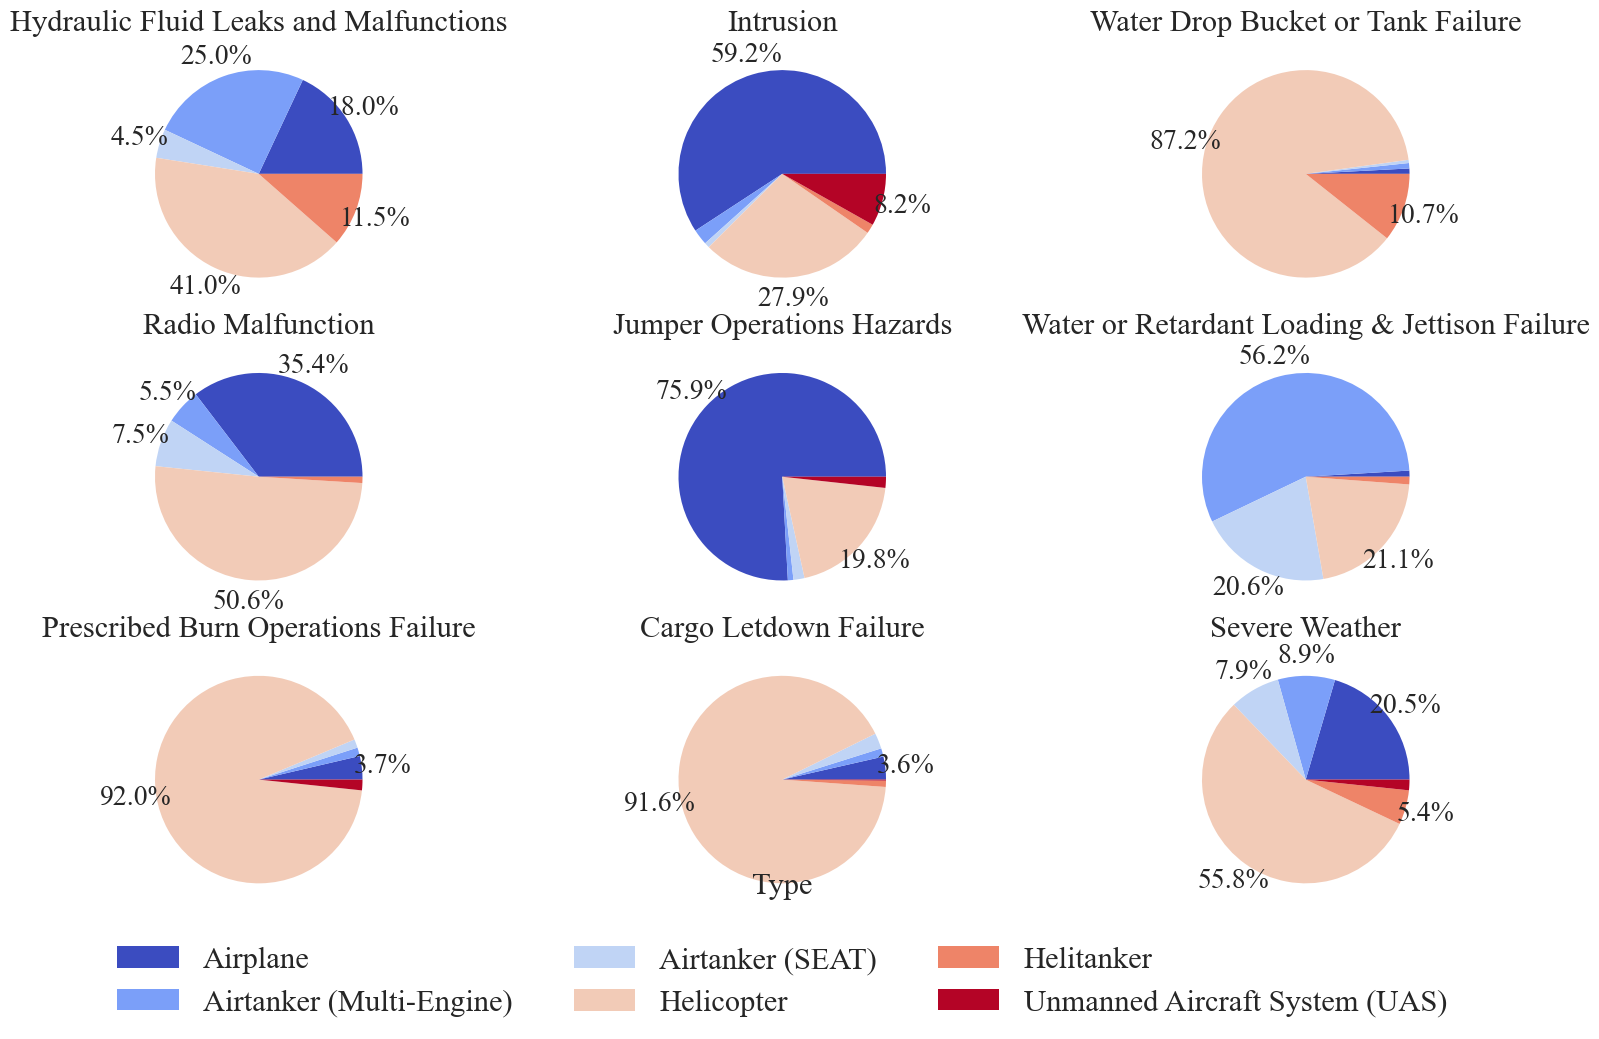 Hydraulic Fluid Leaks and Malfunctions
25.0%
18.0%
4.5%
11.5%
41.0%
Intrusion
59.2%
8.2%
27.9%
Water Drop Bucket or Tank Failure
87.2%
10.7%
Radio Malfunction
35.4%
5.5%
7.5%
50.6%
Jumper Operations Hazards
75.9%
19.8%
Water or Retardant Loading & Jettison Failure
56.2%
21.1%
20.6%
Prescribed Burn Operations Failure
3.7%
92.0%
Cargo Letdown Failure
3.6%
91.6%
Severe Weather
8.9%
7.9%
20.5%
5.4%
55.8%
Type
Airplane
Airtanker (Multi-Engine)
Airtanker (SEAT)
Helicopter
Helitanker
Unmanned Aircraft System (UAS)